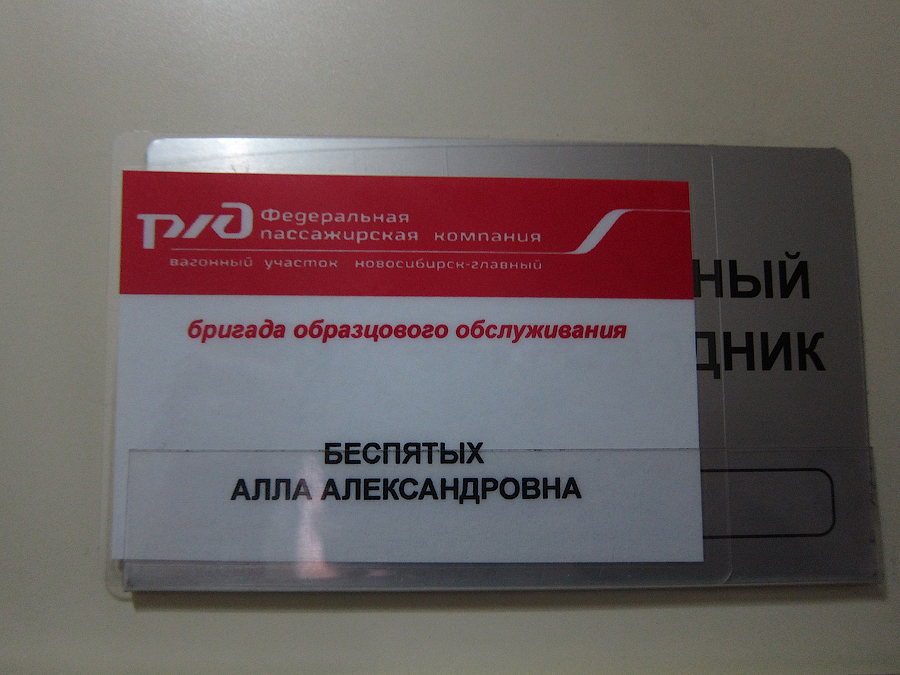 ржд Федеральная
пассажирская компания
вагонный участок новосибирск-главный
бригада образцового обслуживания
БЕСПЯТЫХ
АЛЛА АЛЕКСАНДРОВНА
НЫЙ
ДНИК